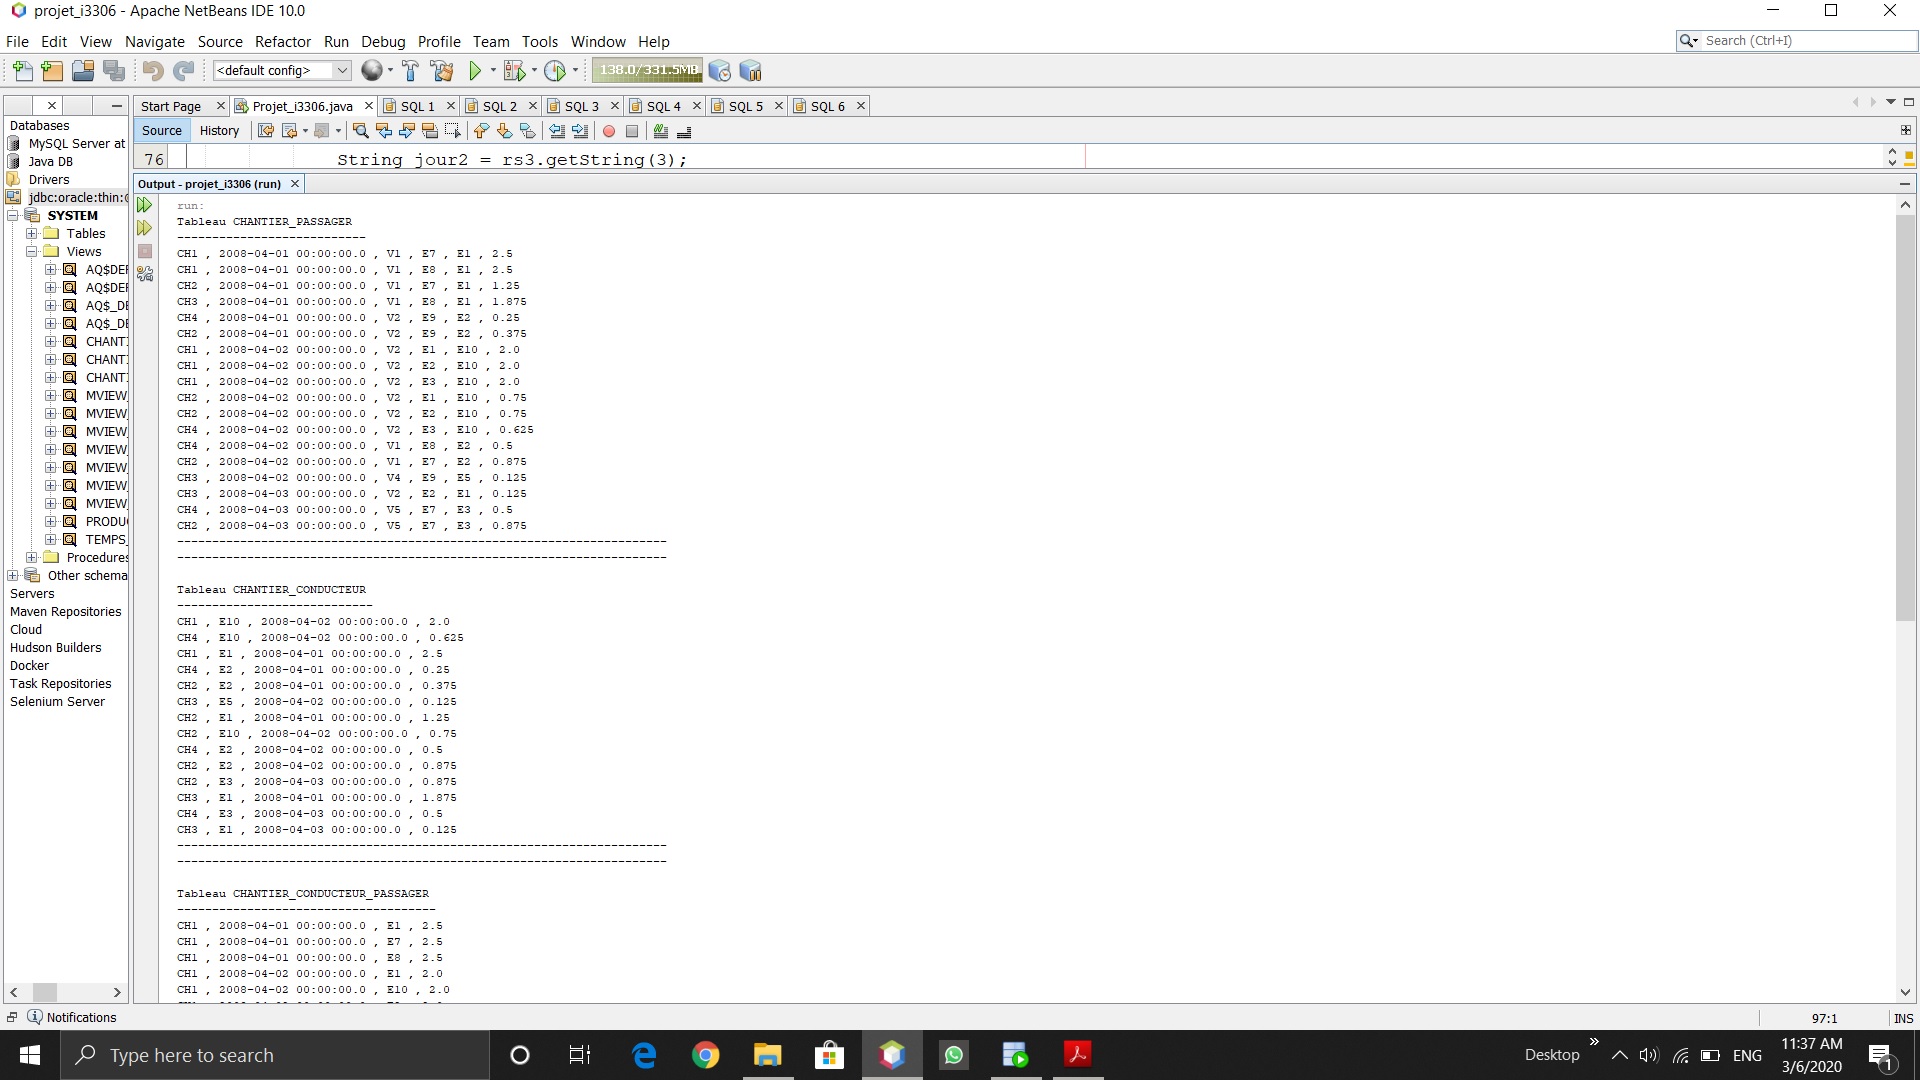 projet_i3306 - Apache NetBeans IDE 10.0
File Edit View Navigate Source Refactor Run Debug Profile Team Tools Window Help
Search (Ctrl+I)
<default config>
138.0/331.5MB
Start Page
Projet_i3306.java
SQL 1
SQL 2
SQL 3
SQL 4
SQL 5
SQL 6
Source History
76 String jour2 = rs3.getString(3);
Databases
MySQL Server at
Java DB
Drivers
jdbc:oracle:thin:@
SYSTEM
Tables
Views
AQ$DEF
AQ$DEF
AQ$_DE
AQ$_DE
CHANTI
CHANTI
CHANTI
MVIEW_
MVIEW_
MVIEW_
MVIEW_
MVIEW_
MVIEW_
MVIEW_
PRODU
TEMPS_
Procedures
Other schema
Servers
Maven Repositories
Cloud
Hudson Builders
Docker
Task Repositories
Selenium Server
Output - projet_i3306 (run)
run:
Tableau CHANTIER_PASSAGER
---------------------------
CH1 , 2008-04-01 00:00:00.0 , V1 , E7 , E1 , 2.5
CH1 , 2008-04-01 00:00:00.0 , V1 , E8 , E1 , 2.5
CH2 , 2008-04-01 00:00:00.0 , V1 , E7 , E1 , 1.25
CH3 , 2008-04-01 00:00:00.0 , V1 , E8 , E1 , 1.875
CH4 , 2008-04-01 00:00:00.0 , V2 , E9 , E2 , 0.25
CH2 , 2008-04-01 00:00:00.0 , V2 , E9 , E2 , 0.375
CH1 , 2008-04-02 00:00:00.0 , V2 , E1 , E10 , 2.0
CH1 , 2008-04-02 00:00:00.0 , V2 , E2 , E10 , 2.0
CH1 , 2008-04-02 00:00:00.0 , V2 , E3 , E10 , 2.0
CH2 , 2008-04-02 00:00:00.0 , V2 , E1 , E10 , 0.75
CH2 , 2008-04-02 00:00:00.0 , V2 , E2 , E10 , 0.75
CH4 , 2008-04-02 00:00:00.0 , V2 , E3 , E10 , 0.625
CH4 , 2008-04-02 00:00:00.0 , V1 , E8 , E2 , 0.5
CH2 , 2008-04-02 00:00:00.0 , V1 , E7 , E2 , 0.875
CH3 , 2008-04-02 00:00:00.0 , V4 , E9 , E5 , 0.125
CH3 , 2008-04-03 00:00:00.0 , V2 , E2 , E1 , 0.125
CH4 , 2008-04-03 00:00:00.0 , V5 , E7 , E3 , 0.5
CH2 , 2008-04-03 00:00:00.0 , V5 , E7 , E3 , 0.875
----------------------------------------------------------------------
----------------------------------------------------------------------
Tableau CHANTIER_CONDUCTEUR
----------------------------
CH1 , E10 , 2008-04-02 00:00:00.0 , 2.0
CH4 , E10 , 2008-04-02 00:00:00.0 , 0.625
CH1 , E1 , 2008-04-01 00:00:00.0 , 2.5
CH4 , E2 , 2008-04-01 00:00:00.0 , 0.25
CH2 , E2 , 2008-04-01 00:00:00.0 , 0.375
CH3 , E5 , 2008-04-02 00:00:00.0 , 0.125
CH2 , E1 , 2008-04-01 00:00:00.0 , 1.25
CH2 , E10 , 2008-04-02 00:00:00.0 , 0.75
CH4 , E2 , 2008-04-02 00:00:00.0 , 0.5
CH2 , E2 , 2008-04-02 00:00:00.0 , 0.875
CH2 , E3 , 2008-04-03 00:00:00.0 , 0.875
CH3 , E1 , 2008-04-01 00:00:00.0 , 1.875
CH4 , E3 , 2008-04-03 00:00:00.0 , 0.5
CH3 , E1 , 2008-04-03 00:00:00.0 , 0.125
----------------------------------------------------------------------
----------------------------------------------------------------------
Tableau CHANTIER_CONDUCTEUR_PASSAGER
-------------------------------------
CH1 , 2008-04-01 00:00:00.0 , E1 , 2.5
CH1 , 2008-04-01 00:00:00.0 , E7 , 2.5
CH1 , 2008-04-01 00:00:00.0 , E8 , 2.5
CH1 , 2008-04-02 00:00:00.0 , E1 , 2.0
CH1 , 2008-04-02 00:00:00.0 , E10 , 2.0
Notifications
97:1 INS
Type here to search
Desktop
ENG
11:37 AM
3/6/2020
1